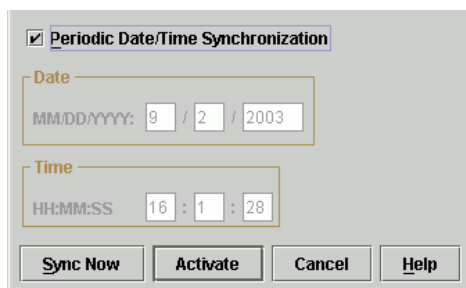 Periodic Date/Time Synchronization
Date
MM/DD/YYYY: 9 / 2 / 2003
Time
HH:MM:SS 16 : 1 : 28
Sync Now Activate Cancel Help